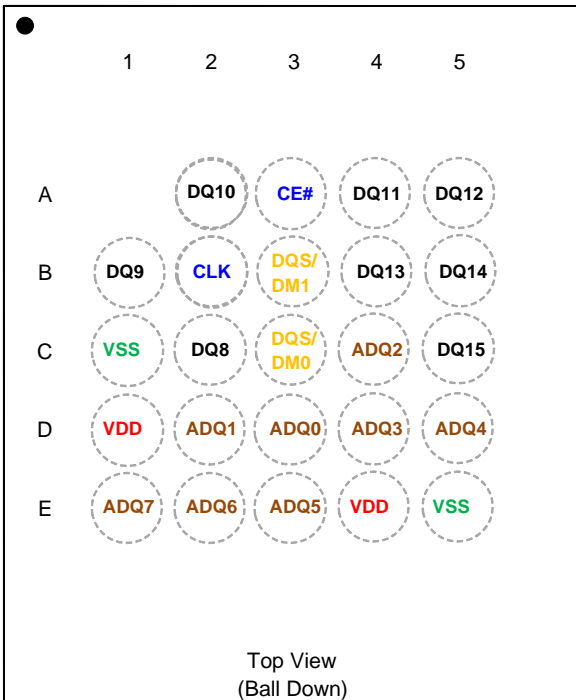 1 2 3 4 5
A DQ10 CE# DQ11 DQ12
B DQ9 CLK DQS/ DM1 DQ13 DQ14
C VSS DQ8 DQS/ DM0 ADQ2 DQ15
D VDD ADQ1 ADQ0 ADQ3 ADQ4
E ADQ7 ADQ6 ADQ5 VDD VSS
Top View
(Ball Down)